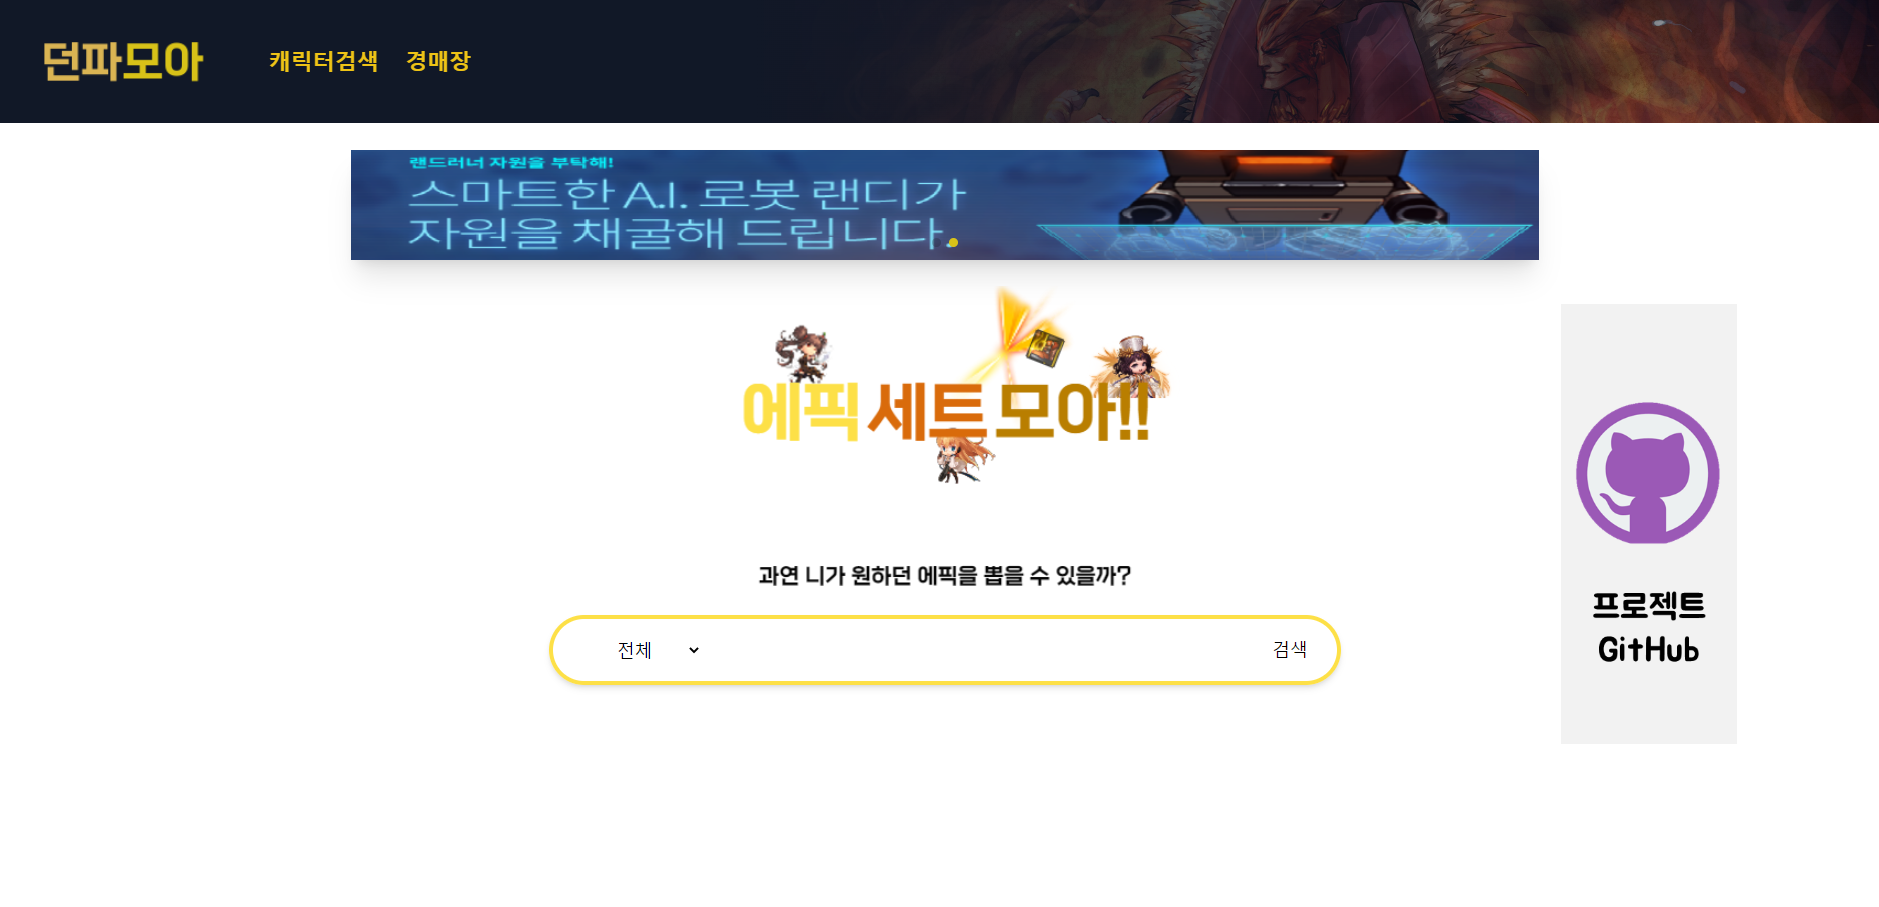 던파모아
캐릭터검색 경매장
랜드러너 자원을 부탁해!
스마트한 A.I. 로봇 랜디가
자원을 채굴해 드립니다.
에픽 세트 모아!!
과연 니가 원하던 에픽을 뽑을 수 있을까?
전체 검색
프로젝트
GitHub